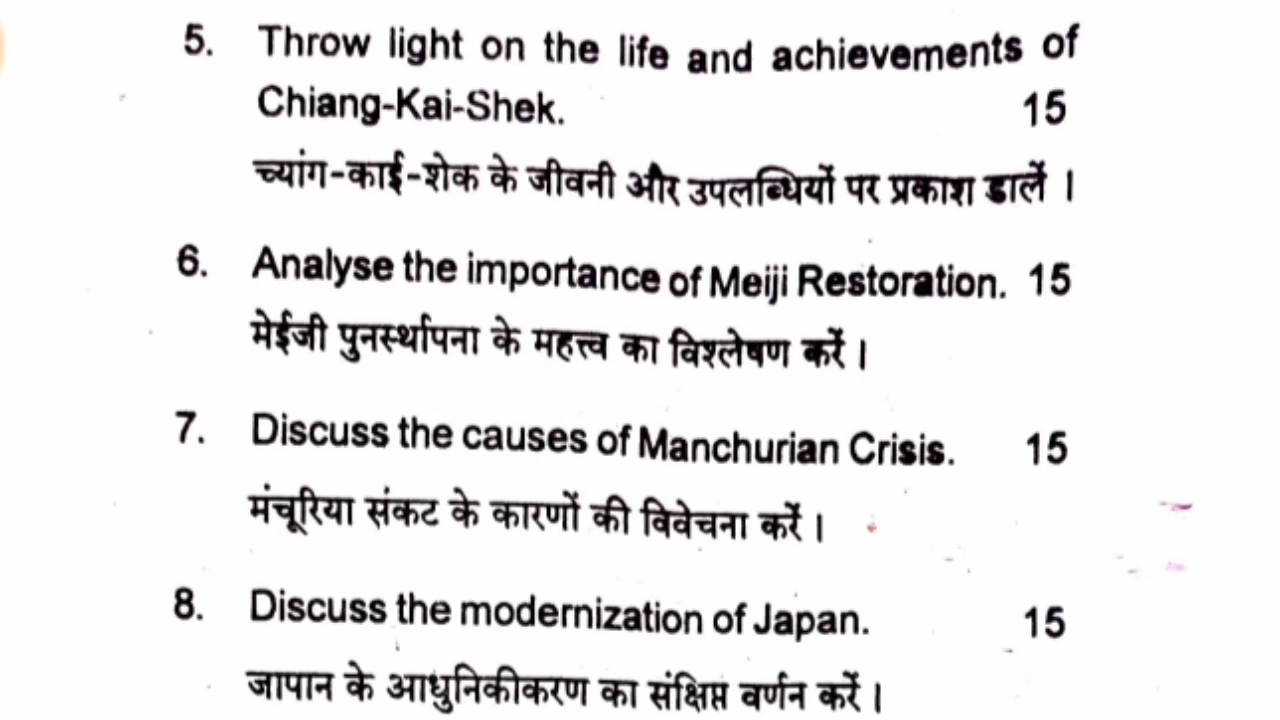 5. Throw light on the life and achievements of
Chiang-Kai-Shek. 15
च्यांग-काई-शेक के जीवनी और उपलब्धियों पर प्रकाश डालें ।
6. Analyse the importance of Meiji Restoration. 15
मेईजी पुनर्स्थापना के महत्त्व का विश्लेषण करें ।
7. Discuss the causes of Manchurian Crisis. 15
मंचूरिया संकट के कारणों की विवेचना करें ।
8. Discuss the modernization of Japan. 15
जापान के आधुनिकीकरण का संक्षिप्त वर्णन करें ।